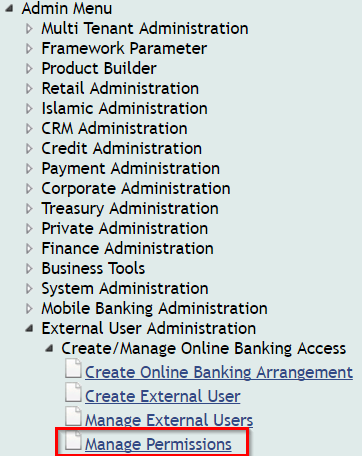 Admin Menu
Multi Tenant Administration
Framework Parameter
Product Builder
Retail Administration
Islamic Administration
CRM Administration
Credit Administration
Payment Administration
Corporate Administration
Treasury Administration
Private Administration
Finance Administration
Business Tools
System Administration
Mobile Banking Administration
External User Administration
Create/Manage Online Banking Access
Create Online Banking Arrangement
Create External User
Manage External Users
Manage Permissions